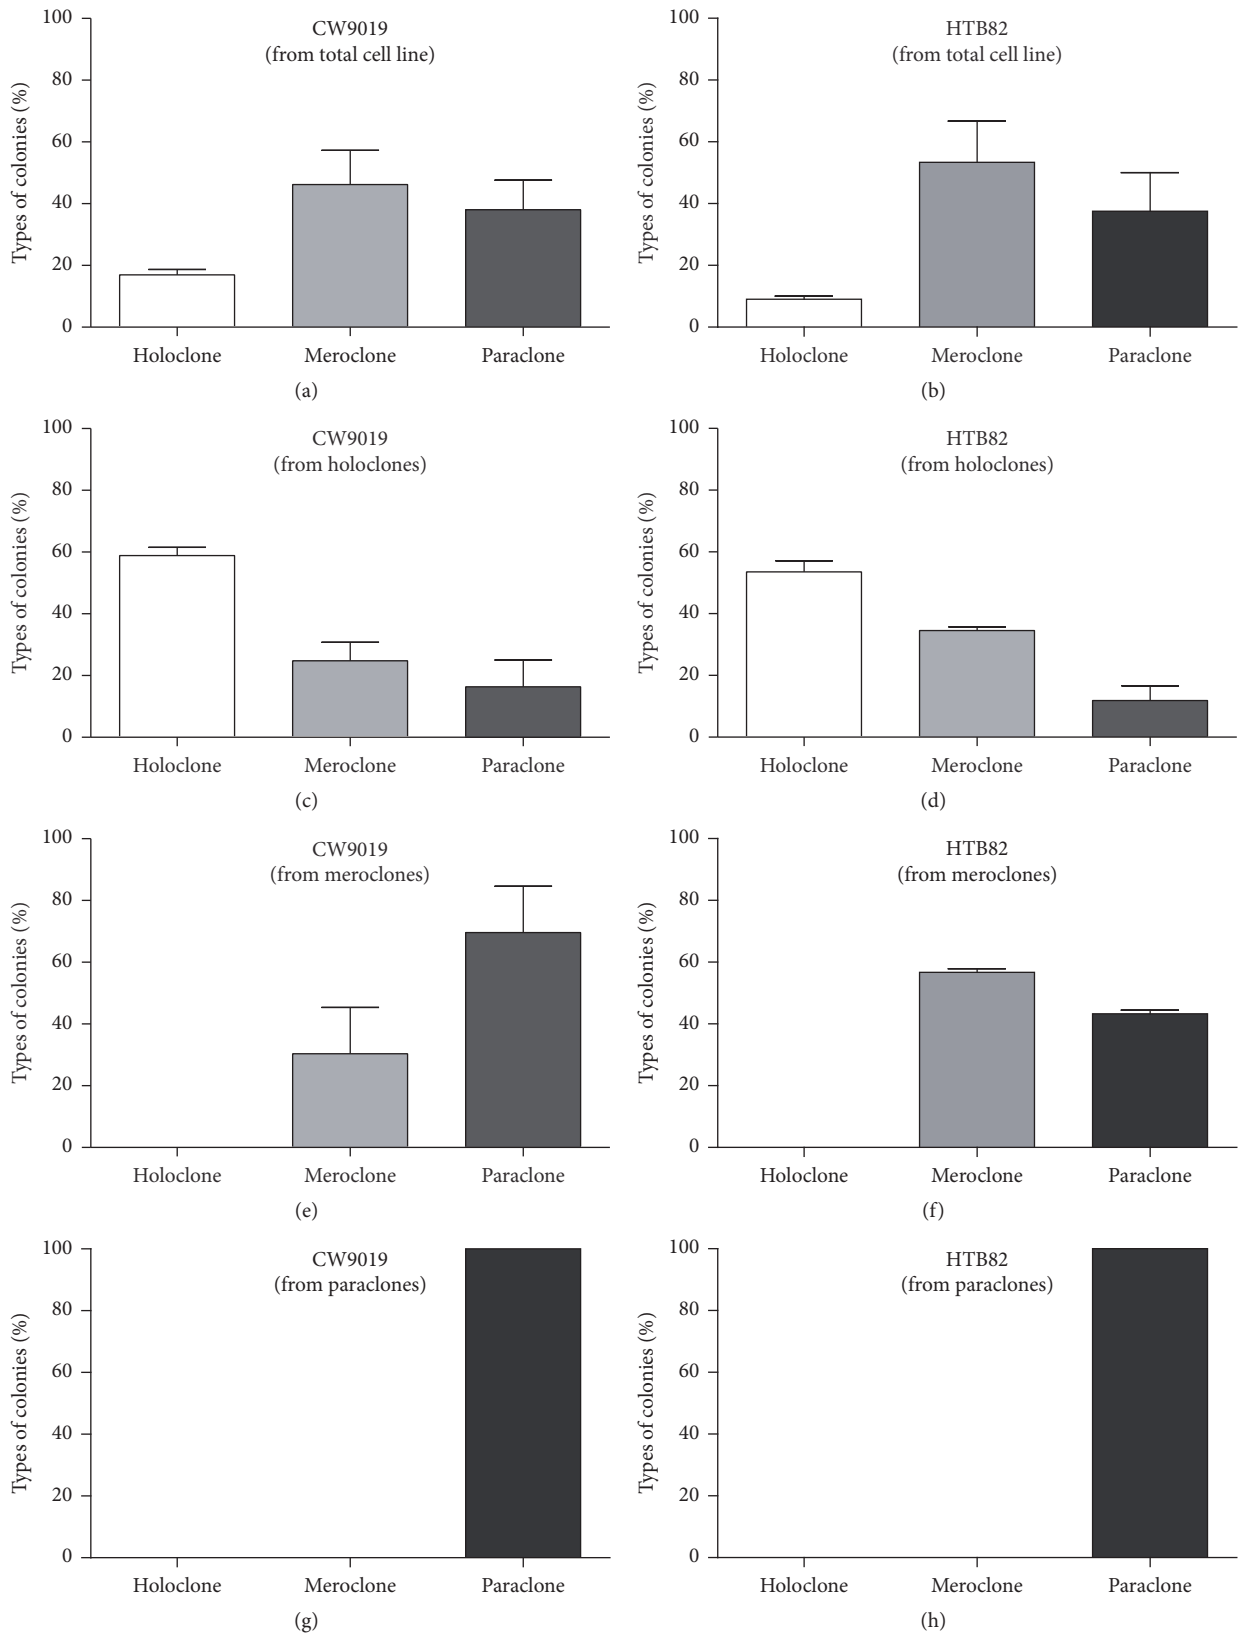 CW9019
(from total cell line)
Types of colonies (%)
100
80
60
40
20
0
Holoclone Meroclone Paraclone
(a)
HTB82
(from total cell line)
Types of colonies (%)
100
80
60
40
20
0
Holoclone Meroclone Paraclone
(b)
CW9019
(from holoclones)
Types of colonies (%)
100
80
60
40
20
0
Holoclone Meroclone Paraclone
(c)
HTB82
(from holoclones)
Types of colonies (%)
100
80
60
40
20
0
Holoclone Meroclone Paraclone
(d)
CW9019
(from meroclones)
Types of colonies (%)
100
80
60
40
20
0
Holoclone Meroclone Paraclone
(e)
HTB82
(from meroclones)
Types of colonies (%)
100
80
60
40
20
0
Holoclone Meroclone Paraclone
(f)
CW9019
(from paraclones)
Types of colonies (%)
100
80
60
40
20
0
Holoclone Meroclone Paraclone
(g)
HTB82
(from paraclones)
Types of colonies (%)
100
80
60
40
20
0
Holoclone Meroclone Paraclone
(h)